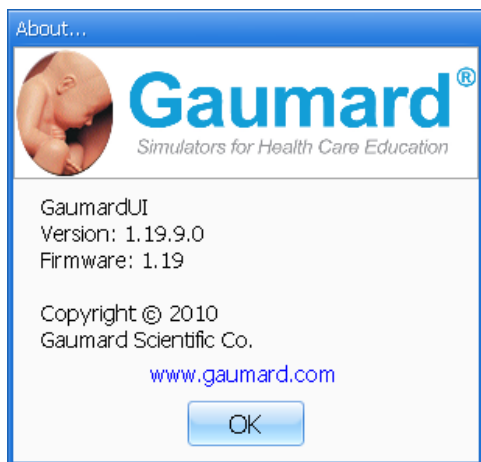 About...
Gaumard®
Simulators for Health Care Education
GaumardUI
Version: 1.19.9.0
Firmware: 1.19
Copyright © 2010
Gaumard Scientific Co.
www.gaumard.com
OK